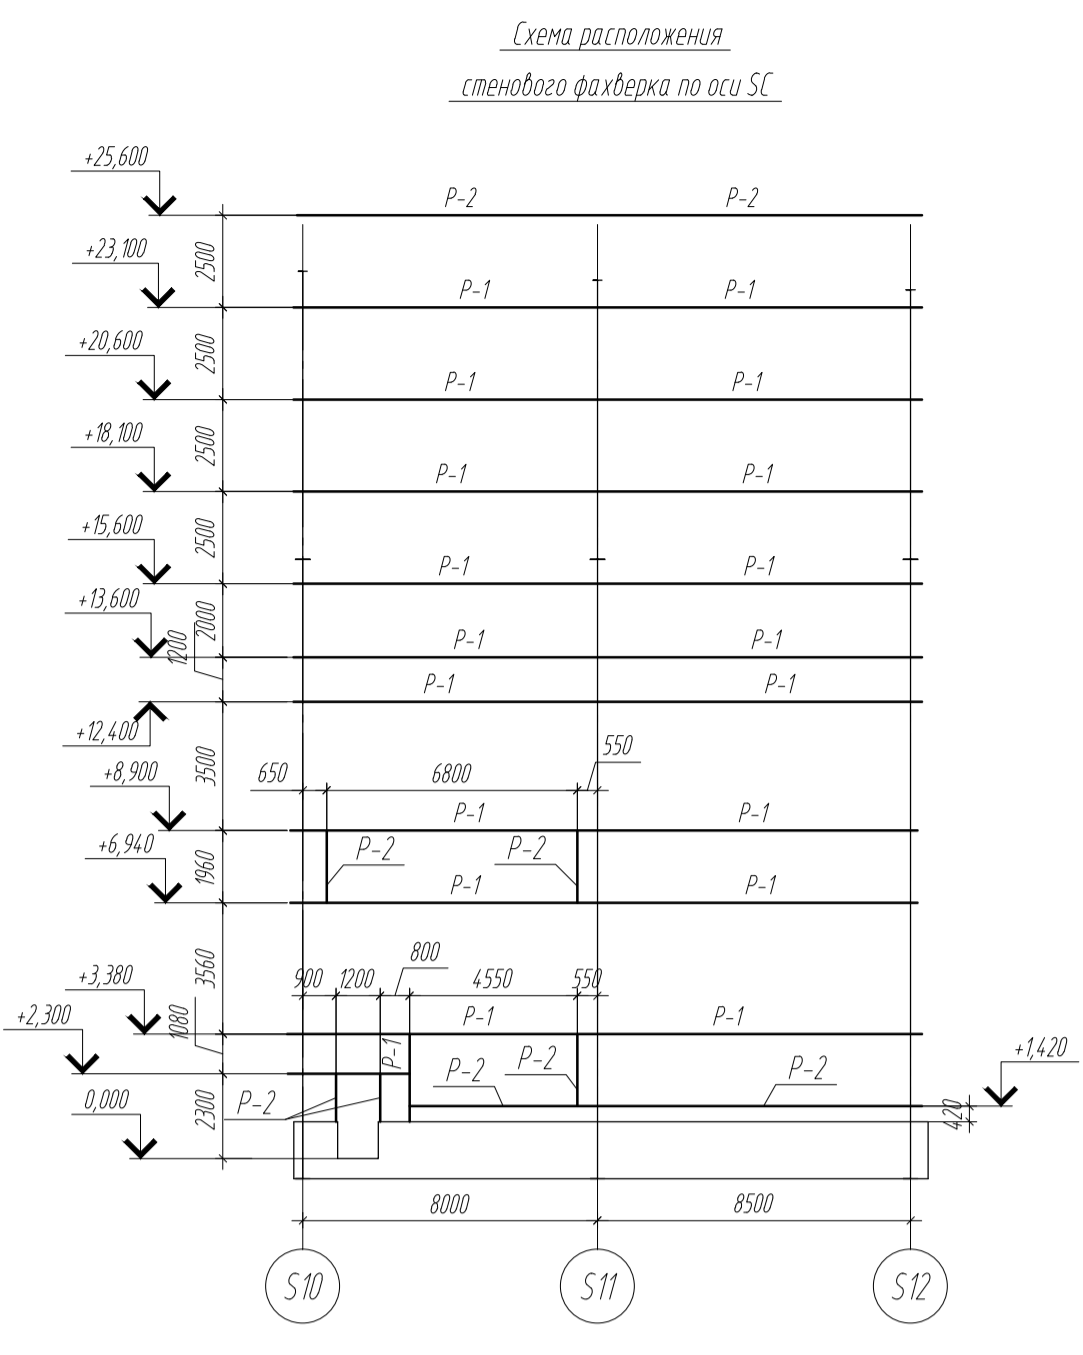 Схема расположения
стенового фахверка по оси SC
+25,600
Р-2 Р-2
+23,100
2500
Р-1 Р-1
+20,600
2500
Р-1 Р-1
+18,100
2500
Р-1 Р-1
+15,600
2500
Р-1 Р-1
+13,600
2000
1200
Р-1 Р-1
Р-1 Р-1
+12,400
3500
550
650 6800
+8,900
Р-1 Р-1
+6,940
1960
Р-2 Р-2
Р-1 Р-1
800
3560
900 1200 4550 550
+3,380
+2,300
1080
Р-1 Р-1
+1,420
Р-1
Р-2 Р-2 Р-2
0,000
2300
Р-2
420
8000 8500
S10 S11 S12